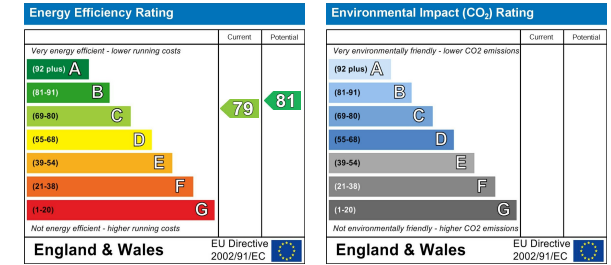 Energy Efficiency Rating
Current Potential
Very energy efficient - lower running costs
(92 plus) A
(81-91) B
(69-80) C
(55-68) D
(39-54) E
(21-38) F
(1-20) G
79
81
Not energy efficient - higher running costs
England & Wales
EU Directive
2002/91/EC
Environmental Impact (CO2) Rating
Current Potential
Very environmentally friendly - lower CO2 emissions
(92 plus) A
(81-91) B
(69-80) C
(55-68) D
(39-54) E
(21-38) F
(1-20) G
Not environmentally friendly - higher CO2 emissions
England & Wales
EU Directive
2002/91/EC